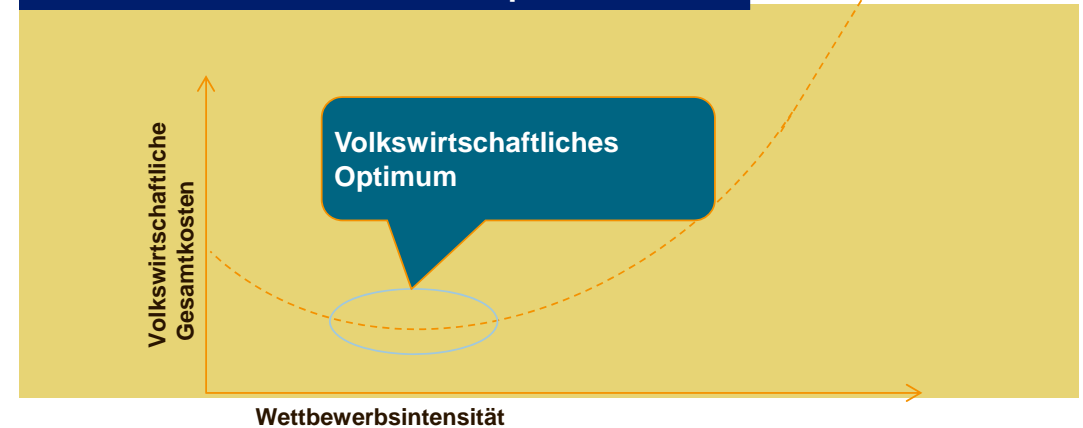 Volkswirtschaftliches
Optimum
Volkswirtschaftliche
Gesamtkosten
Wettbewerbsintensität